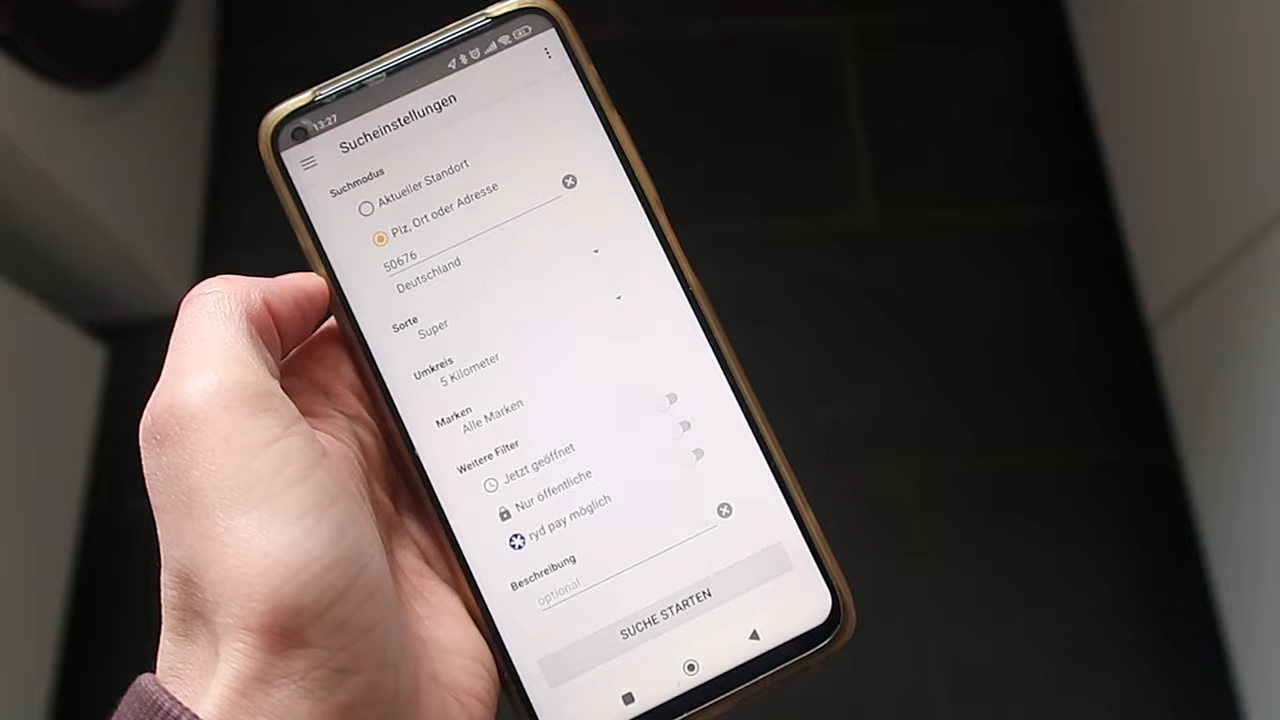 13:27
Sucheinstellungen
Suchmodus
Aktueller Standort
Plz, Ort oder Adresse
50676
Deutschland
Sorte
Super
Umkreis
5 Kilometer
Marken
Alle Marken
Weitere Filter
Jetzt geöffnet
Nur öffentliche
ryd pay möglich
Beschreibung
optional
SUCHE STARTEN